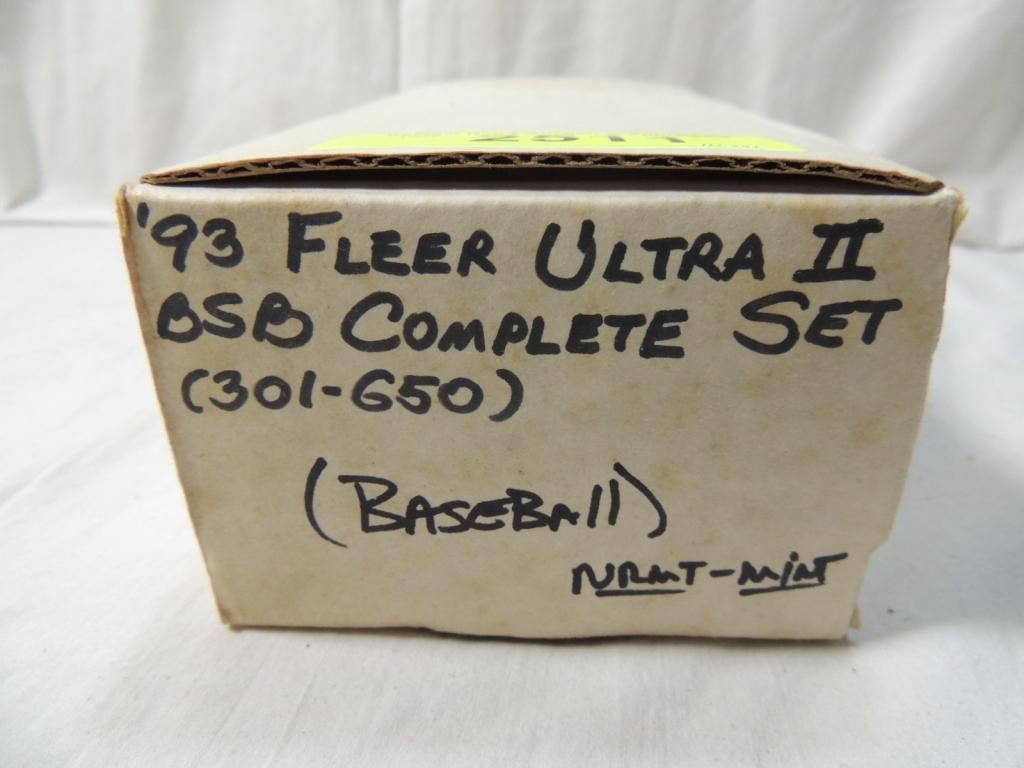 '93 FLEER ULTRA II
BSB COMPLETE SET
(301-650)
(BASEBAll)
NRMT-MINT